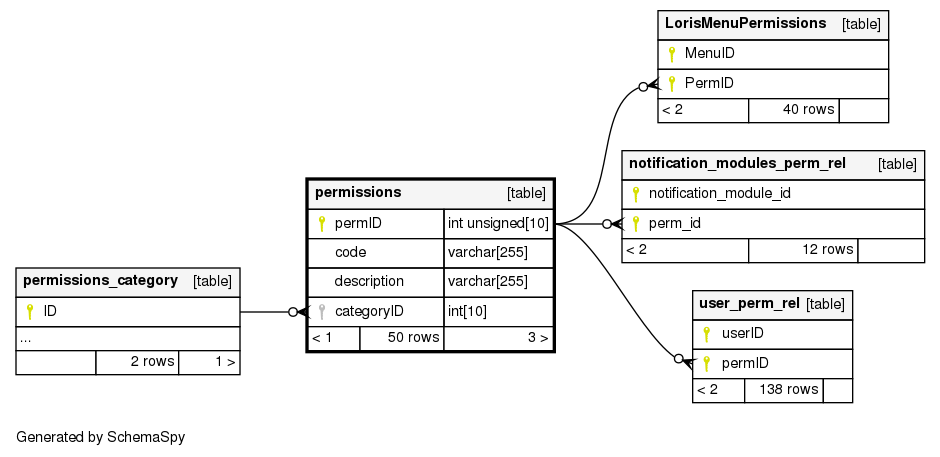 LorisMenuPermissions [table]
MenuID
PermID
< 2 40 rows
notification_modules_perm_rel [table]
notification_module_id
perm_id
< 2 12 rows
permissions [table]
permID int unsigned[10]
code varchar[255]
description varchar[255]
categoryID int[10]
< 1 50 rows 3 >
permissions_category [table]
ID
...
2 rows 1 >
user_perm_rel [table]
userID
permID
< 2 138 rows
Generated by SchemaSpy